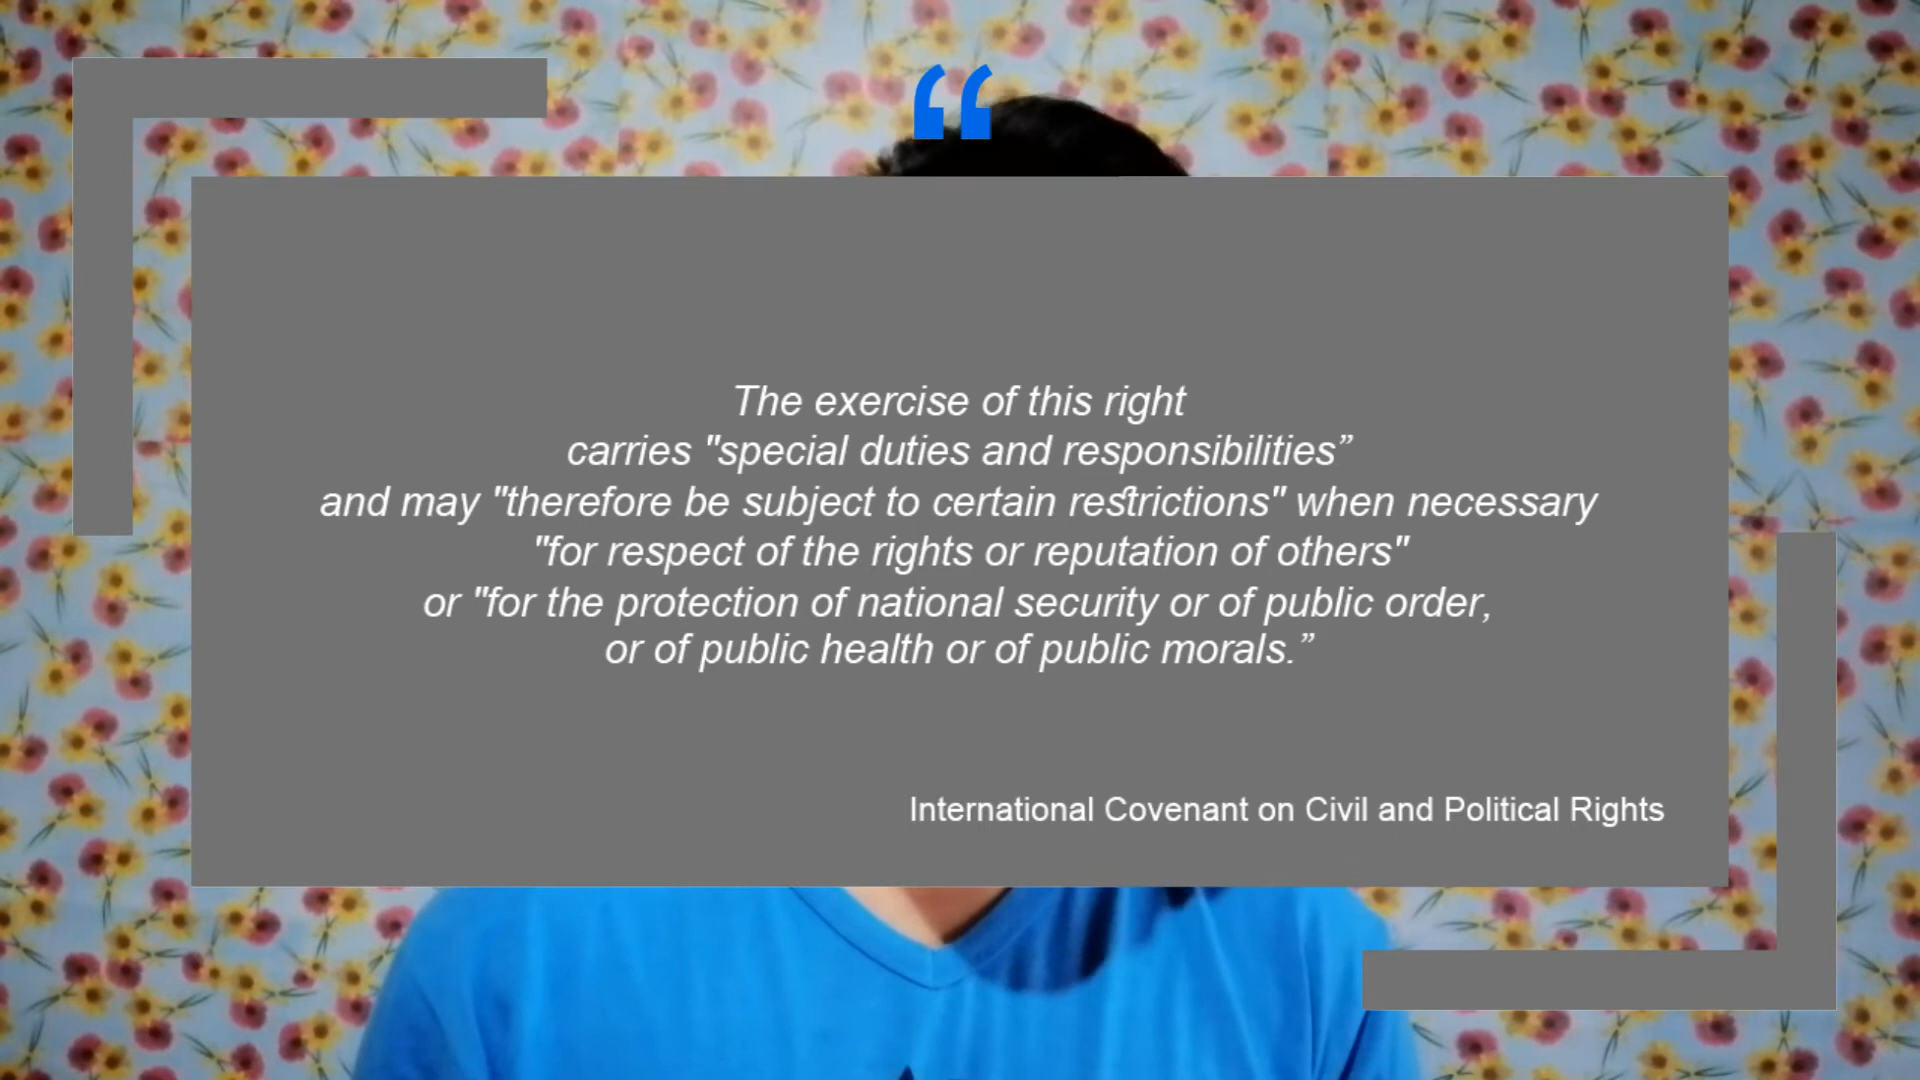 “
The exercise of this right
carries "special duties and responsibilities”
and may "therefore be subject to certain restrictions" when necessary
"for respect of the rights or reputation of others"
or "for the protection of national security or of public order,
or of public health or of public morals.”
International Covenant on Civil and Political Rights